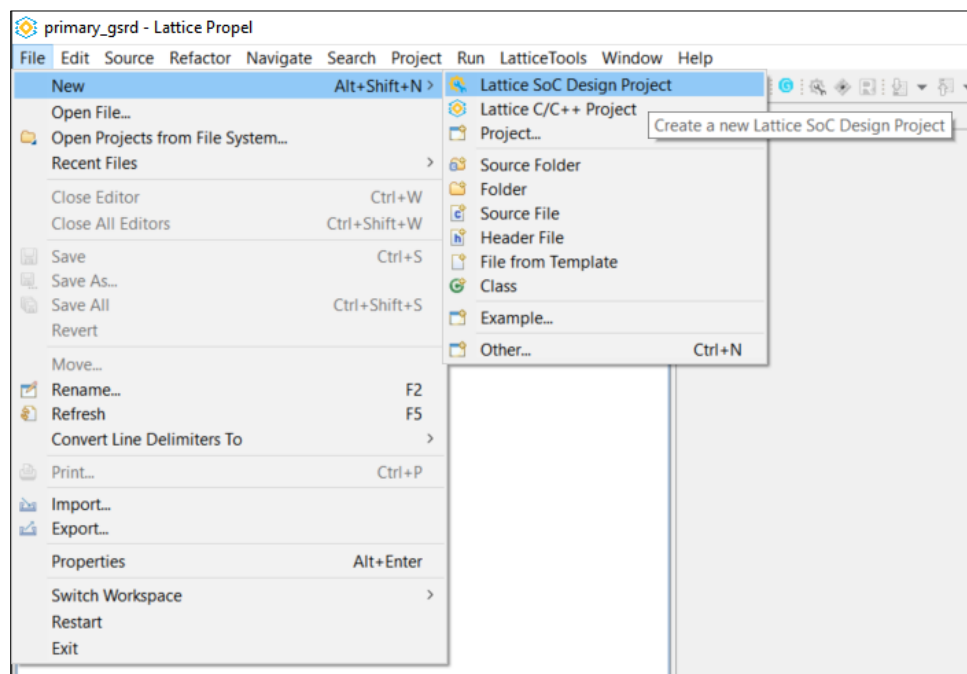 primary_gsrd - Lattice Propel
File Edit Source Refactor Navigate Search Project Run LatticeTools Window Help
New Alt+Shift+N >
Open File...
Open Projects from File System...
Recent Files >
Close Editor Ctrl+W
Close All Editors Ctrl+Shift+W
Save Ctrl+S
Save As...
Save All Ctrl+Shift+S
Revert
Move...
Rename... F2
Refresh F5
Convert Line Delimiters To >
Print... Ctrl+P
Import...
Export...
Properties Alt+Enter
Switch Workspace >
Restart
Exit
Lattice SoC Design Project
Lattice C/C++ Project
Project...
Source Folder
Folder
Source File
Header File
File from Template
Class
Example...
Other... Ctrl+N
Create a new Lattice SoC Design Project